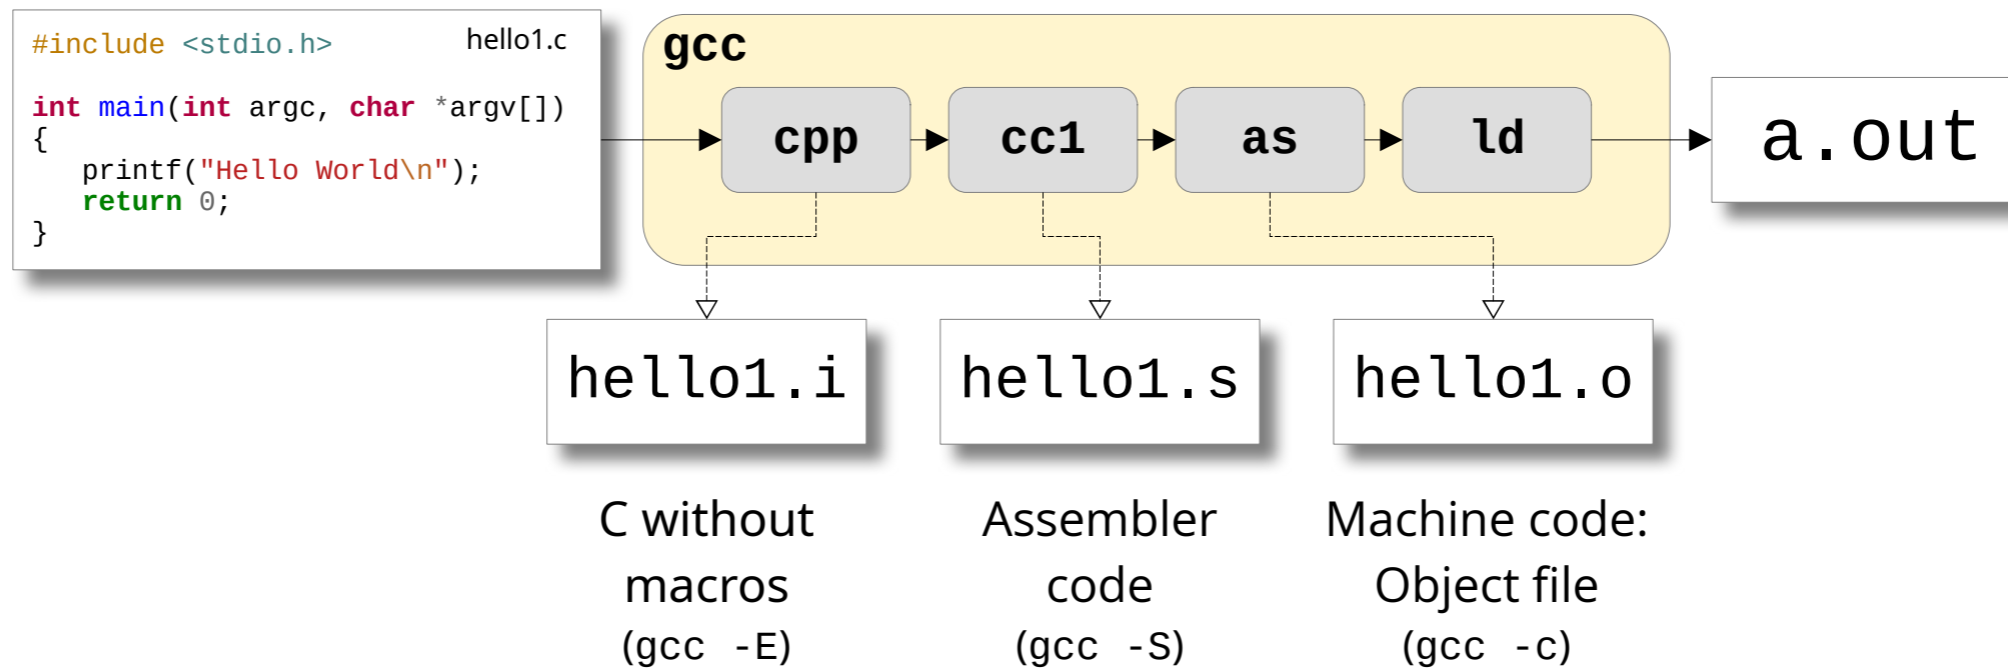 #include <stdio.h>
hello1.c
int main(int argc, char *argv[])
{
printf("Hello World\n");
return 0;
}
gcc
cpp
cc1
as
ld
a.out
hello1.i
hello1.s
hello1.o
C without
macros
(gcc -E)
Assembler
code
(gcc -S)
Machine code:
Object file
(gcc -c)